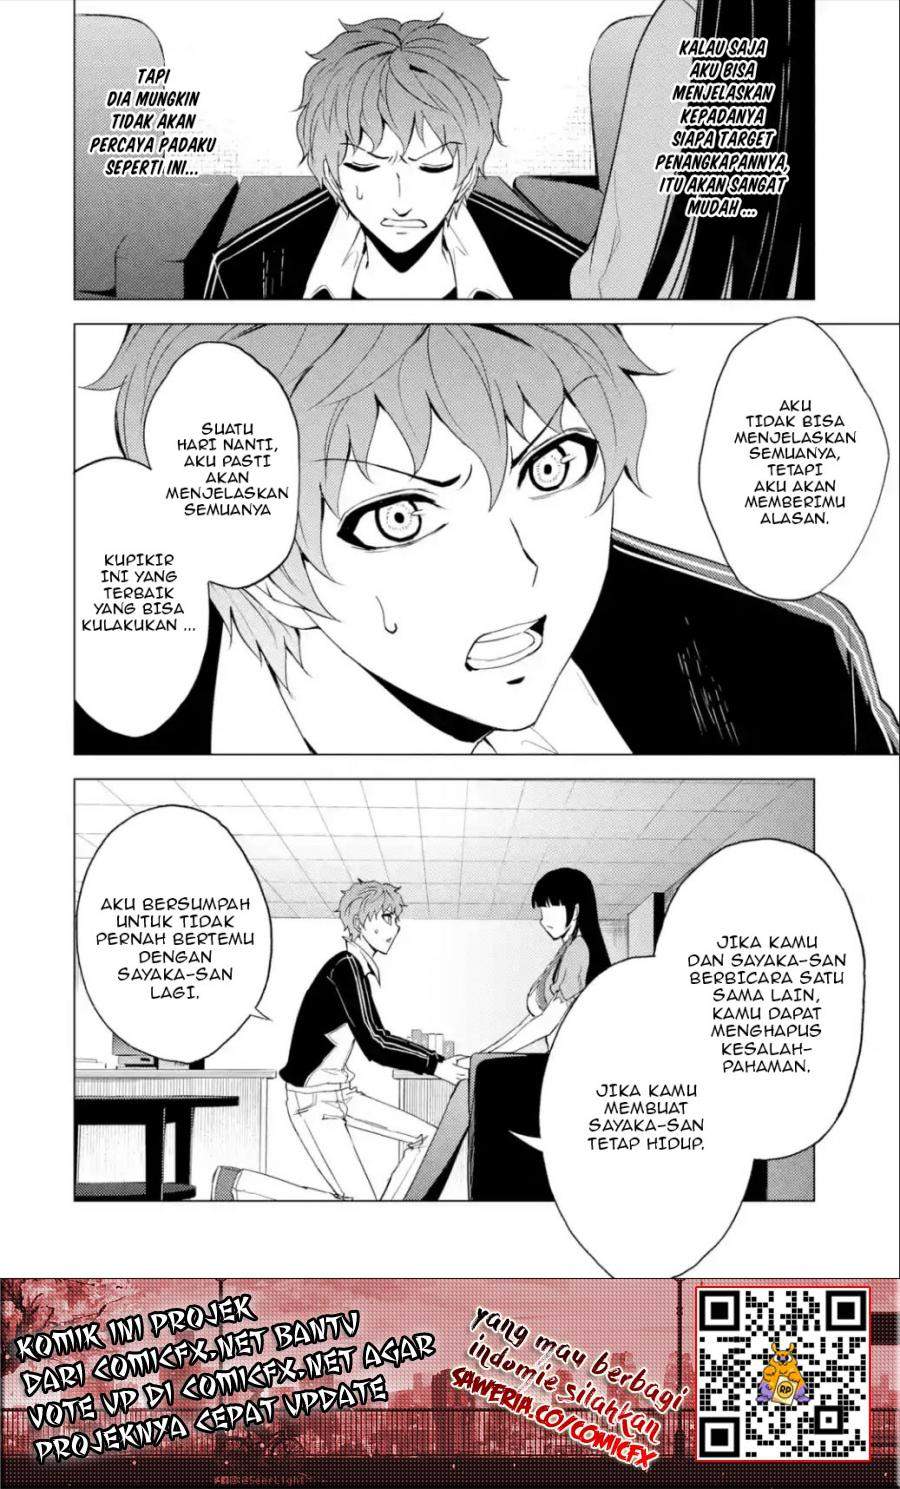 KALAU SAJA
AKU BISA
MENJELASKAN
KEPADANYA
SIAPA TARGET
PENANGKAPANNYA,
ITU AKAN SANGAT
MUDAH ...
TAPI
DIA MUNGKIN
TIDAK AKAN
PERCAYA PADAKU
SEPERTI INI...
AKU
TIDAK BISA
MENJELASKAN
SEMUANYA,
TETAPI
AKU AKAN
MEMBERIMU
ALASAN.
SUATU
HARI NANTI,
AKU PASTI
AKAN
MENJELASKAN
SEMUANYA
KUPIKIR
INI YANG
TERBAIK
YANG BISA
KULAKUKAN ...
JIKA KAMU
DAN SAYAKA-SAN
BERBICARA SATU
SAMA LAIN,
KAMU DAPAT
MENGHAPUS
KESALAH-
PAHAMAN.
JIKA KAMU
MEMBUAT
SAYAKA-SAN
TETAP HIDUP.
AKU BERSUMPAH
UNTUK TIDAK
PERNAH BERTEMU
DENGAN
SAYAKA-SAN
LAGI.
KOMIK INI PROJEK
DARI COMICFX.NET BANTU
VOTE UP DI COMICFX.NET AGAR
PROJEKNYA CEPAT UPDATE
yang mau berbagi
indomie silahkan
SAWERIA.CO/COMICFX
RP